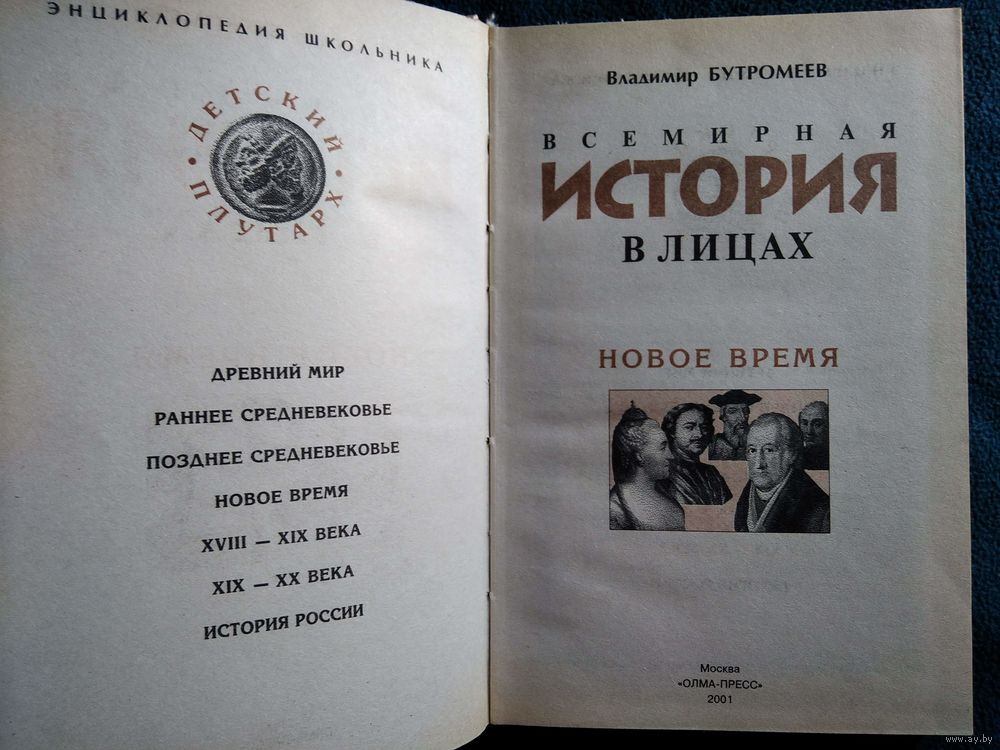 ЭНЦИКЛОПЕДИЯ ШКОЛЬНИКА
ДЕТСКИЙ
ПЛУТАРХ
ДРЕВНИЙ МИР
РАННЕЕ СРЕДНЕВЕКОВЬЕ
ПОЗДНЕЕ СРЕДНЕВЕКОВЬЕ
НОВОЕ ВРЕМЯ
XVIII — XIX ВЕКА
XIX — XX ВЕКА
ИСТОРИЯ РОССИИ
Владимир БУТРОМЕЕВ
ВСЕМИРНАЯ
ИСТОРИЯ
В ЛИЦАХ
НОВОЕ ВРЕМЯ
Москва
«ОЛМА-ПРЕСС»
2001
www.ay.by